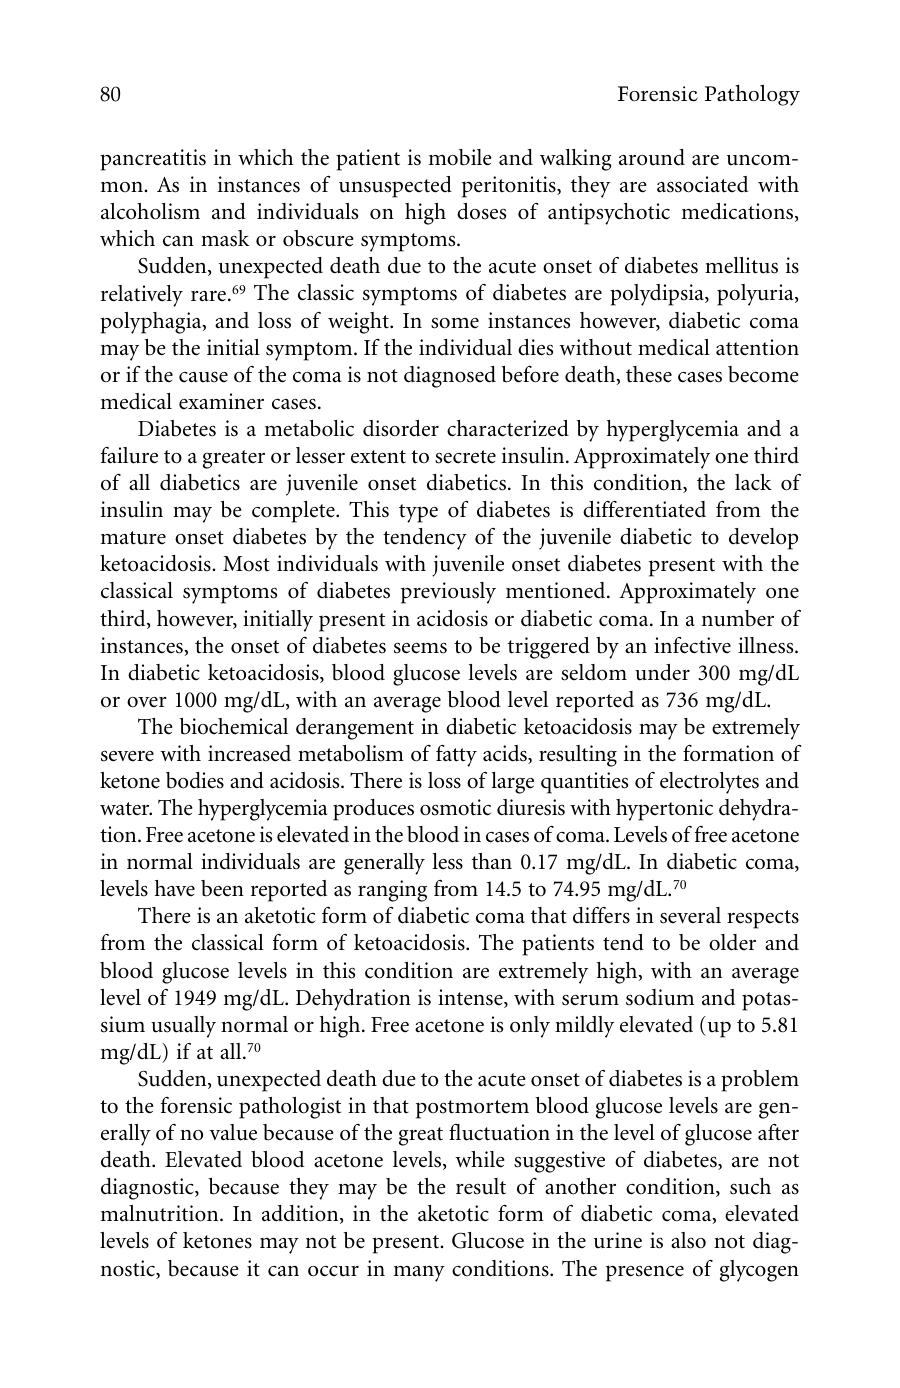 80 Forensic Pathology
pancreatitis in which the patient is mobile and walking around are uncom-
mon. As in instances of unsuspected peritonitis, they are associated with
alcoholism and individuals on high doses of antipsychotic medications,
which can mask or obscure symptoms.
Sudden, unexpected death due to the acute onset of diabetes mellitus is
relatively rare.⁶⁹ The classic symptoms of diabetes are polydipsia, polyuria,
polyphagia, and loss of weight. In some instances however, diabetic coma
may be the initial symptom. If the individual dies without medical attention
or if the cause of the coma is not diagnosed before death, these cases become
medical examiner cases.
Diabetes is a metabolic disorder characterized by hyperglycemia and a
failure to a greater or lesser extent to secrete insulin. Approximately one third
of all diabetics are juvenile onset diabetics. In this condition, the lack of
insulin may be complete. This type of diabetes is differentiated from the
mature onset diabetes by the tendency of the juvenile diabetic to develop
ketoacidosis. Most individuals with juvenile onset diabetes present with the
classical symptoms of diabetes previously mentioned. Approximately one
third, however, initially present in acidosis or diabetic coma. In a number of
instances, the onset of diabetes seems to be triggered by an infective illness.
In diabetic ketoacidosis, blood glucose levels are seldom under 300 mg/dL
or over 1000 mg/dL, with an average blood level reported as 736 mg/dL.
The biochemical derangement in diabetic ketoacidosis may be extremely
severe with increased metabolism of fatty acids, resulting in the formation of
ketone bodies and acidosis. There is loss of large quantities of electrolytes and
water. The hyperglycemia produces osmotic diuresis with hypertonic dehydra-
tion. Free acetone is elevated in the blood in cases of coma. Levels of free acetone
in normal individuals are generally less than 0.17 mg/dL. In diabetic coma,
levels have been reported as ranging from 14.5 to 74.95 mg/dL.⁷⁰
There is an aketotic form of diabetic coma that differs in several respects
from the classical form of ketoacidosis. The patients tend to be older and
blood glucose levels in this condition are extremely high, with an average
level of 1949 mg/dL. Dehydration is intense, with serum sodium and potas-
sium usually normal or high. Free acetone is only mildly elevated (up to 5.81
mg/dL) if at all.⁷⁰
Sudden, unexpected death due to the acute onset of diabetes is a problem
to the forensic pathologist in that postmortem blood glucose levels are gen-
erally of no value because of the great fluctuation in the level of glucose after
death. Elevated blood acetone levels, while suggestive of diabetes, are not
diagnostic, because they may be the result of another condition, such as
malnutrition. In addition, in the aketotic form of diabetic coma, elevated
levels of ketones may not be present. Glucose in the urine is also not diag-
nostic, because it can occur in many conditions. The presence of glycogen